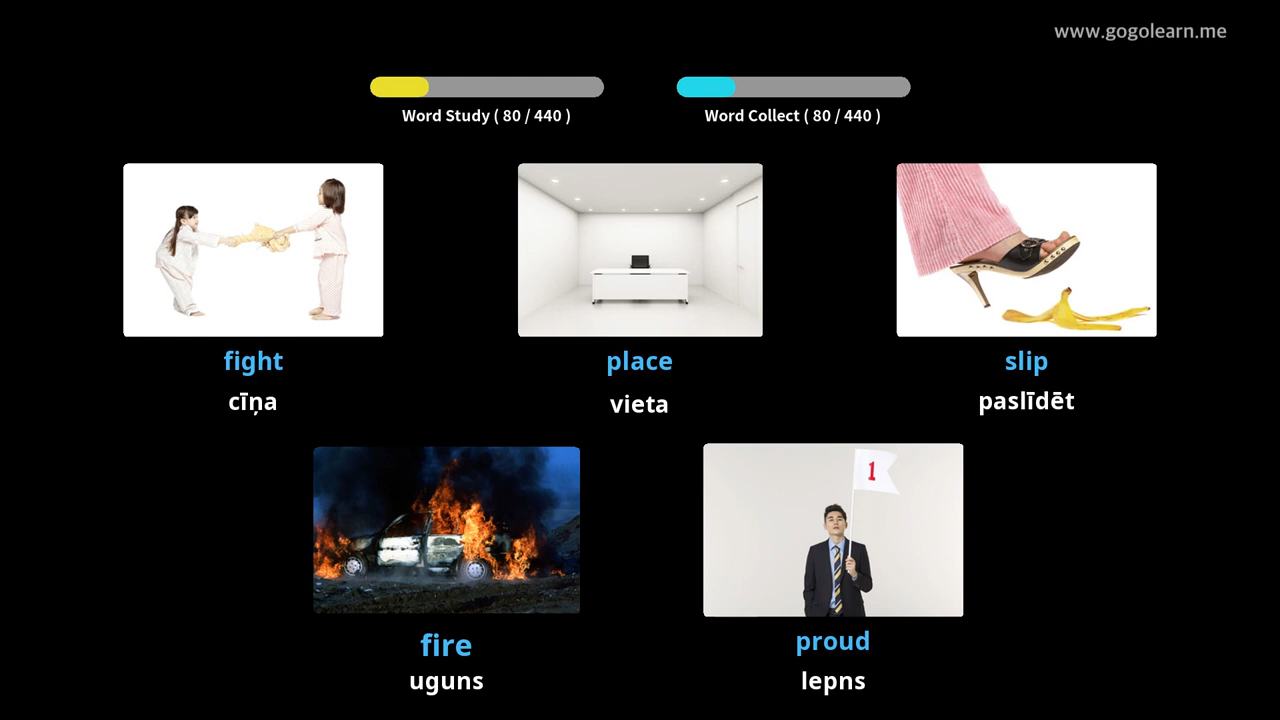 www.gogolearn.me
Word Study ( 80 / 440 )
Word Collect ( 80 / 440 )
fight
cīņa
place
vieta
slip
paslīdēt
1
fire
uguns
proud
lepns